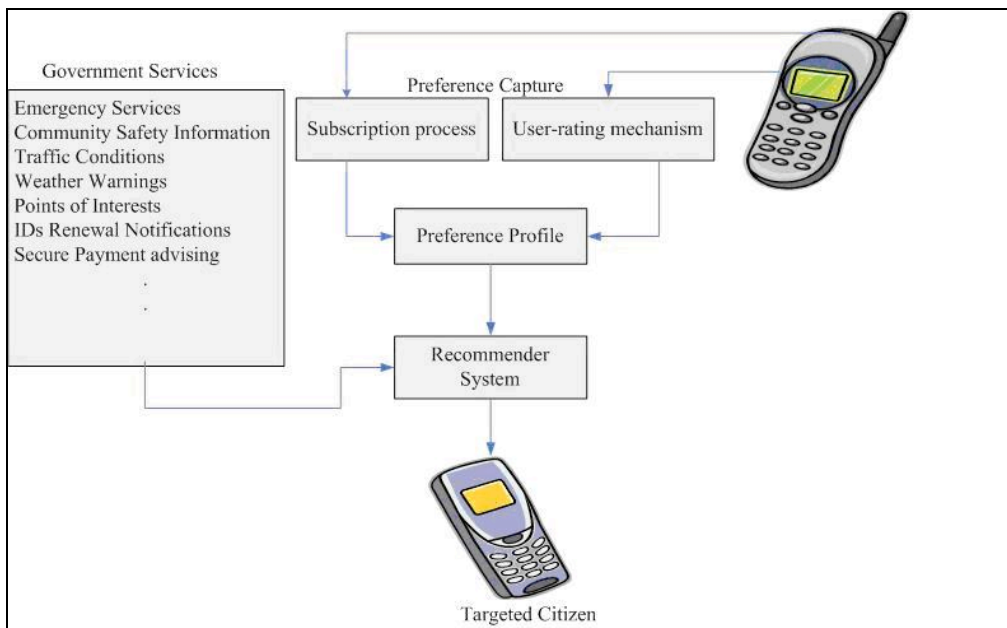 Government Services
Emergency Services
Community Safety Information
Traffic Conditions
Weather Warnings
Points of Interests
IDs Renewal Notifications
Secure Payment advising
.
.
Preference Capture
Subscription process
User-rating mechanism
Preference Profile
Recommender
System
Targeted Citizen